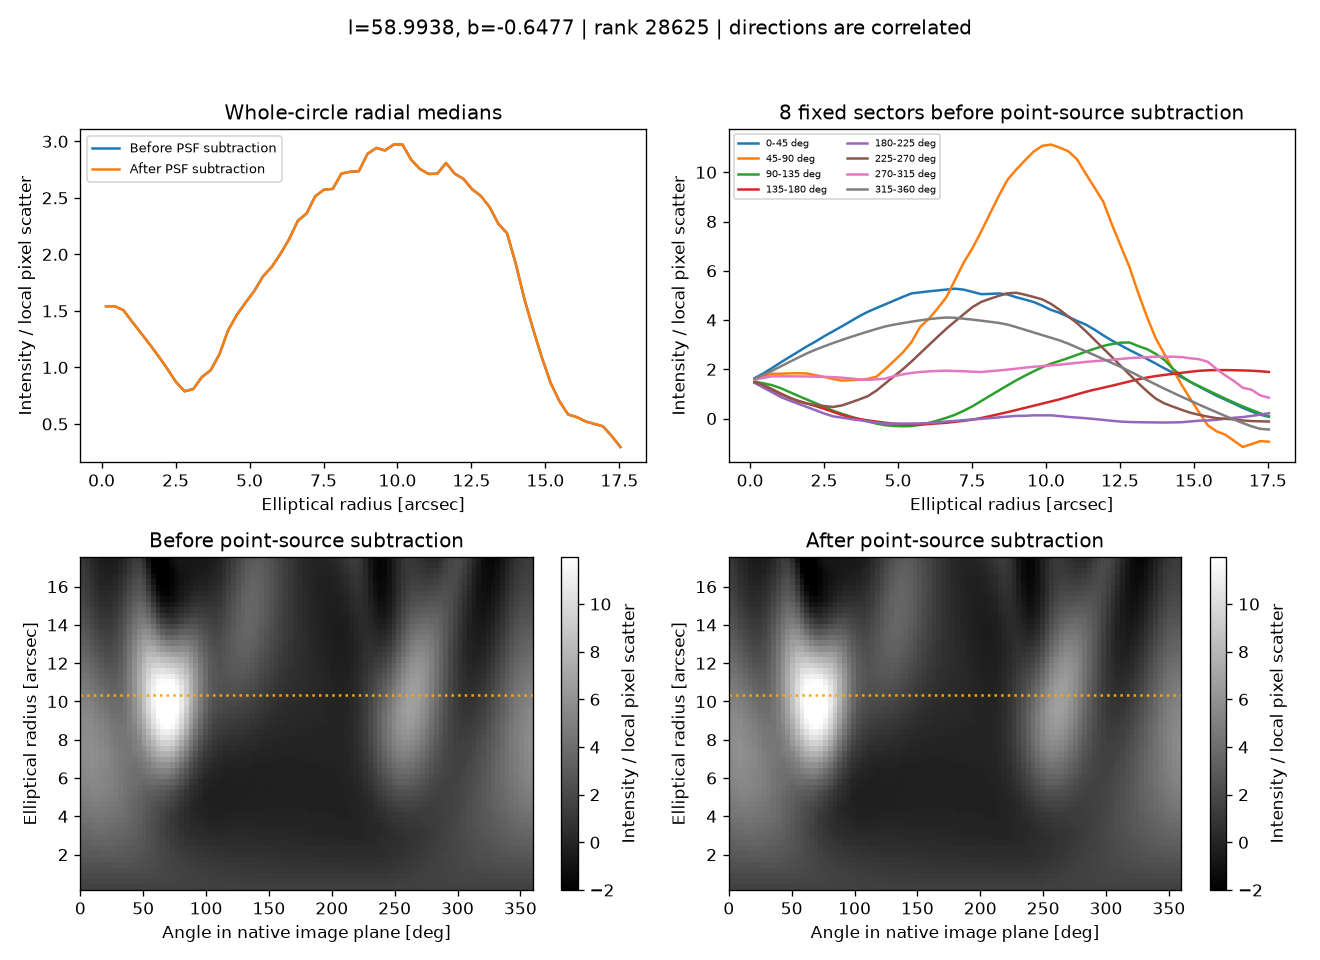 l=58.9938, b=-0.6477 | rank 28625 | directions are correlated
Whole-circle radial medians
3.0
2.5
2.0
1.5
1.0
0.5
Intensity / local pixel scatter
Before PSF subtraction
After PSF subtraction
0.0 2.5 5.0 7.5 10.0 12.5 15.0 17.5
Elliptical radius [arcsec]
8 fixed sectors before point-source subtraction
10
8
6
4
2
0
Intensity / local pixel scatter
0-45 deg 180-225 deg
45-90 deg 225-270 deg
90-135 deg 270-315 deg
135-180 deg 315-360 deg
0.0 2.5 5.0 7.5 10.0 12.5 15.0 17.5
Elliptical radius [arcsec]
Before point-source subtraction
16
14
12
10
8
6
4
2
Elliptical radius [arcsec]
0 50 100 150 200 250 300 350
Angle in native image plane [deg]
10
8
6
4
2
0
−2
Intensity / local pixel scatter
After point-source subtraction
16
14
12
10
8
6
4
2
Elliptical radius [arcsec]
0 50 100 150 200 250 300 350
Angle in native image plane [deg]
10
8
6
4
2
0
−2
Intensity / local pixel scatter